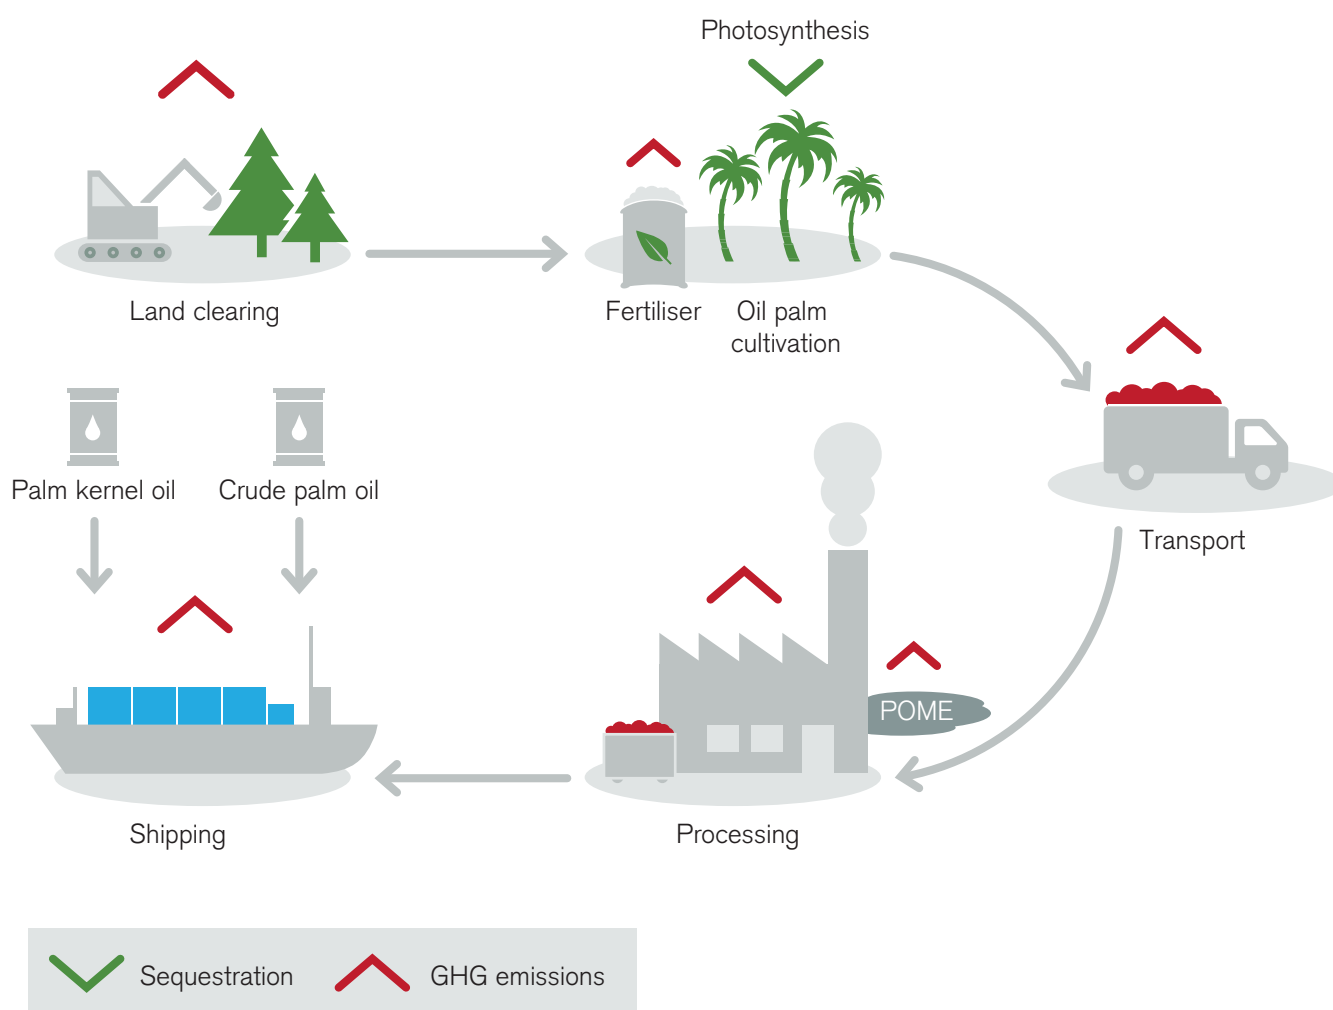 Photosynthesis
Land clearing
Fertiliser
Oil palm
cultivation
Transport
Palm kernel oil
Crude palm oil
POME
Shipping
Processing
Sequestration
GHG emissions